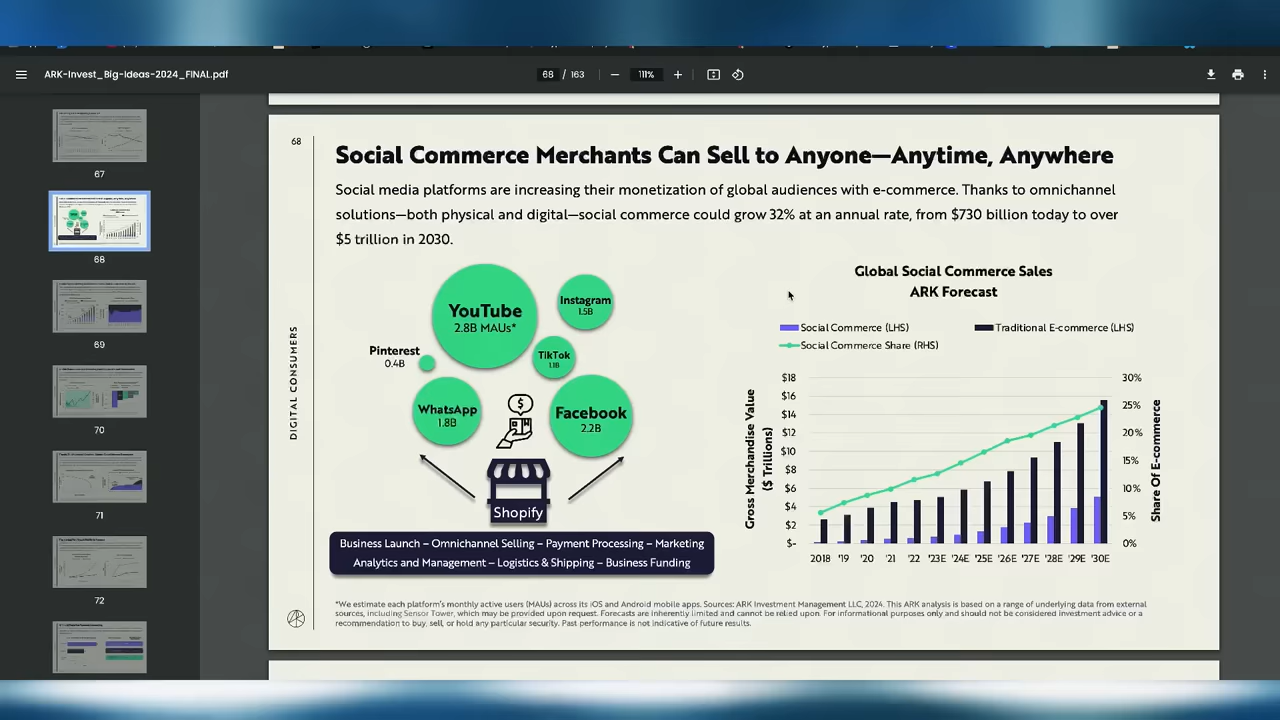 ARK-Invest_Big-Ideas-2024_FINAL.pdf
68 / 163
111%
67
68
69
70
71
72
68
Social Commerce Merchants Can Sell to Anyone—Anytime, Anywhere
Social media platforms are increasing their monetization of global audiences with e-commerce. Thanks to omnichannel
solutions—both physical and digital—social commerce could grow 32% at an annual rate, from $730 billion today to over
$5 trillion in 2030.
DIGITAL CONSUMERS
YouTube
2.8B MAUs*
Instagram
1.5B
Pinterest
0.4B
TikTok
1.1B
WhatsApp
1.8B
Facebook
2.2B
$
Shopify
Business Launch – Omnichannel Selling – Payment Processing – Marketing
Analytics and Management – Logistics & Shipping – Business Funding
Global Social Commerce Sales
ARK Forecast
Social Commerce (LHS)
Traditional E-commerce (LHS)
Social Commerce Share (RHS)
Gross Merchandise Value
($ Trillions)
$18
$16
$14
$12
$10
$8
$6
$4
$2
$-
30%
25%
20%
15%
10%
5%
0%
Share Of E-commerce
2018 '19 '20 '21 '22 '23E '24E '25E '26E '27E '28E '29E '30E
*We estimate each platform's monthly active users (MAUs) across its iOS and Android mobile apps. Sources: ARK Investment Management LLC, 2024. This ARK analysis is based on a range of underlying data from external
sources, including Sensor Tower, which may be provided upon request. Forecasts are inherently limited and cannot be relied upon. For informational purposes only and should not be considered investment advice or a
recommendation to buy, sell, or hold any particular security. Past performance is not indicative of future results.